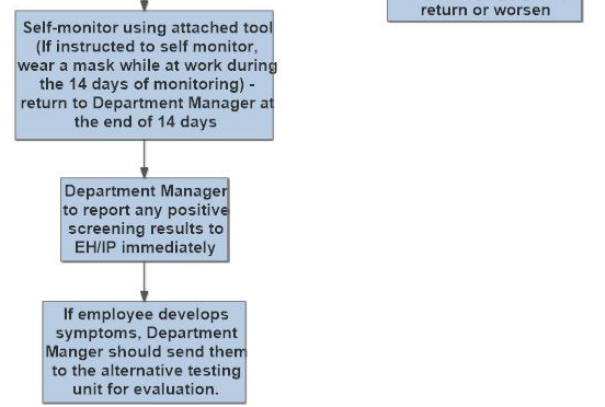 return or worsen
Self-monitor using attached tool
(If instructed to self monitor,
wear a mask while at work during
the 14 days of monitoring) -
return to Department Manager at
the end of 14 days
Department Manager
to report any positive
screening results to
EH/IP immediately
If employee develops
symptoms, Department
Manger should send them
to the alternative testing
unit for evaluation.